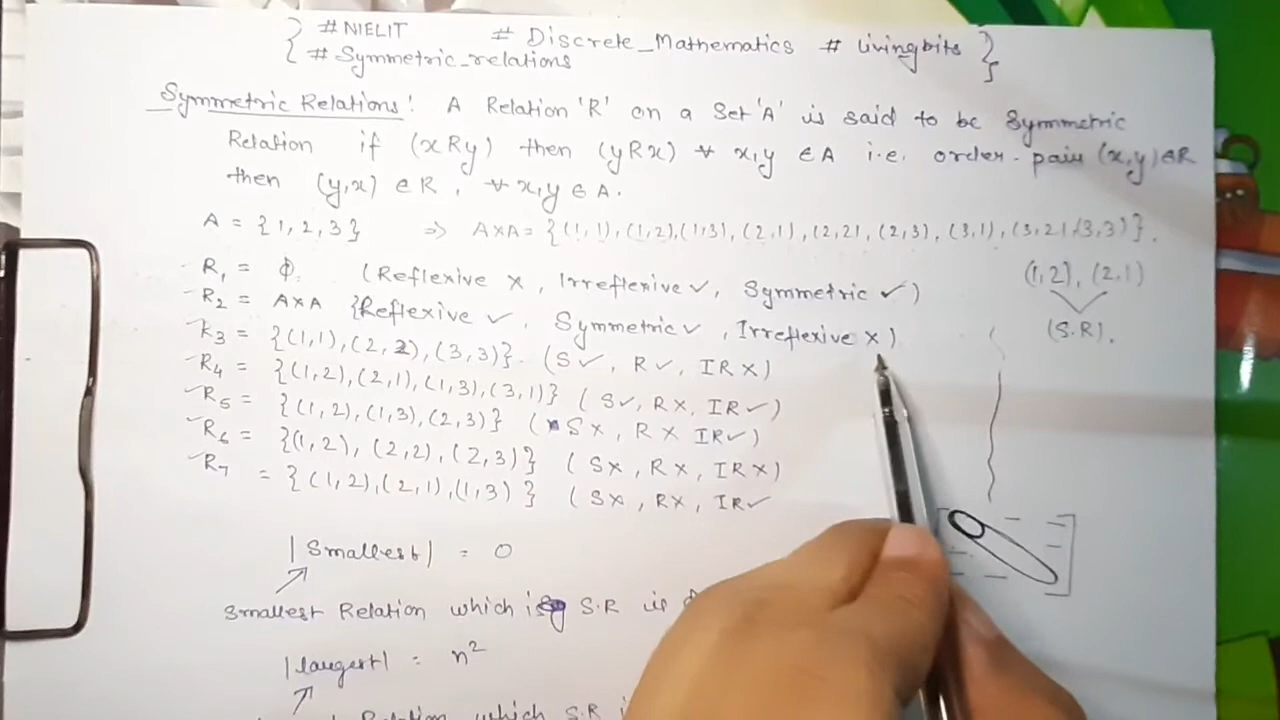 { #NIELIT # Discrete_Mathematics # Livingbits }
# Symmetric_relations
Symmetric Relations: A Relation 'R' on a Set 'A' is said to be Symmetric
Relation if (xRy) then (yRx) ∀ x,y ∈A i.e. order-pair (x,y)∈R
then (y,x) ∈ R, ∀ x,y ∈ A.
A = {1, 2, 3} => A×A = {(1,1),(1,2),(1,3),(2,1),(2,2),(2,3),(3,1),(3,2),(3,3)}.
R₁ = φ. (Reflexive ×, Irreflexive ✓, Symmetric ✓)
(1,2), (2,1)
(S.R).
R₂ = A×A {Reflexive ✓, Symmetric ✓, Irreflexive ×)
R₃ = {(1,1),(2,2),(3,3)}. (S ✓, R ✓, IR ×)
R₄ = {(1,2),(2,1),(1,3),(3,1)} (S✓, R×, IR ✓)
R₅ = {(1,2),(1,3),(2,3)} (S ×, R × IR✓)
R₆ = {(1,2), (2,2), (2,3)} (S×, R×, IR×)
R₇ = {(1,2),(2,1),(1,3)} (S×, R×, IR✓
|Smallest| = 0
Smallest Relation which is S.R is
|largest| = n²
Relation which S.R